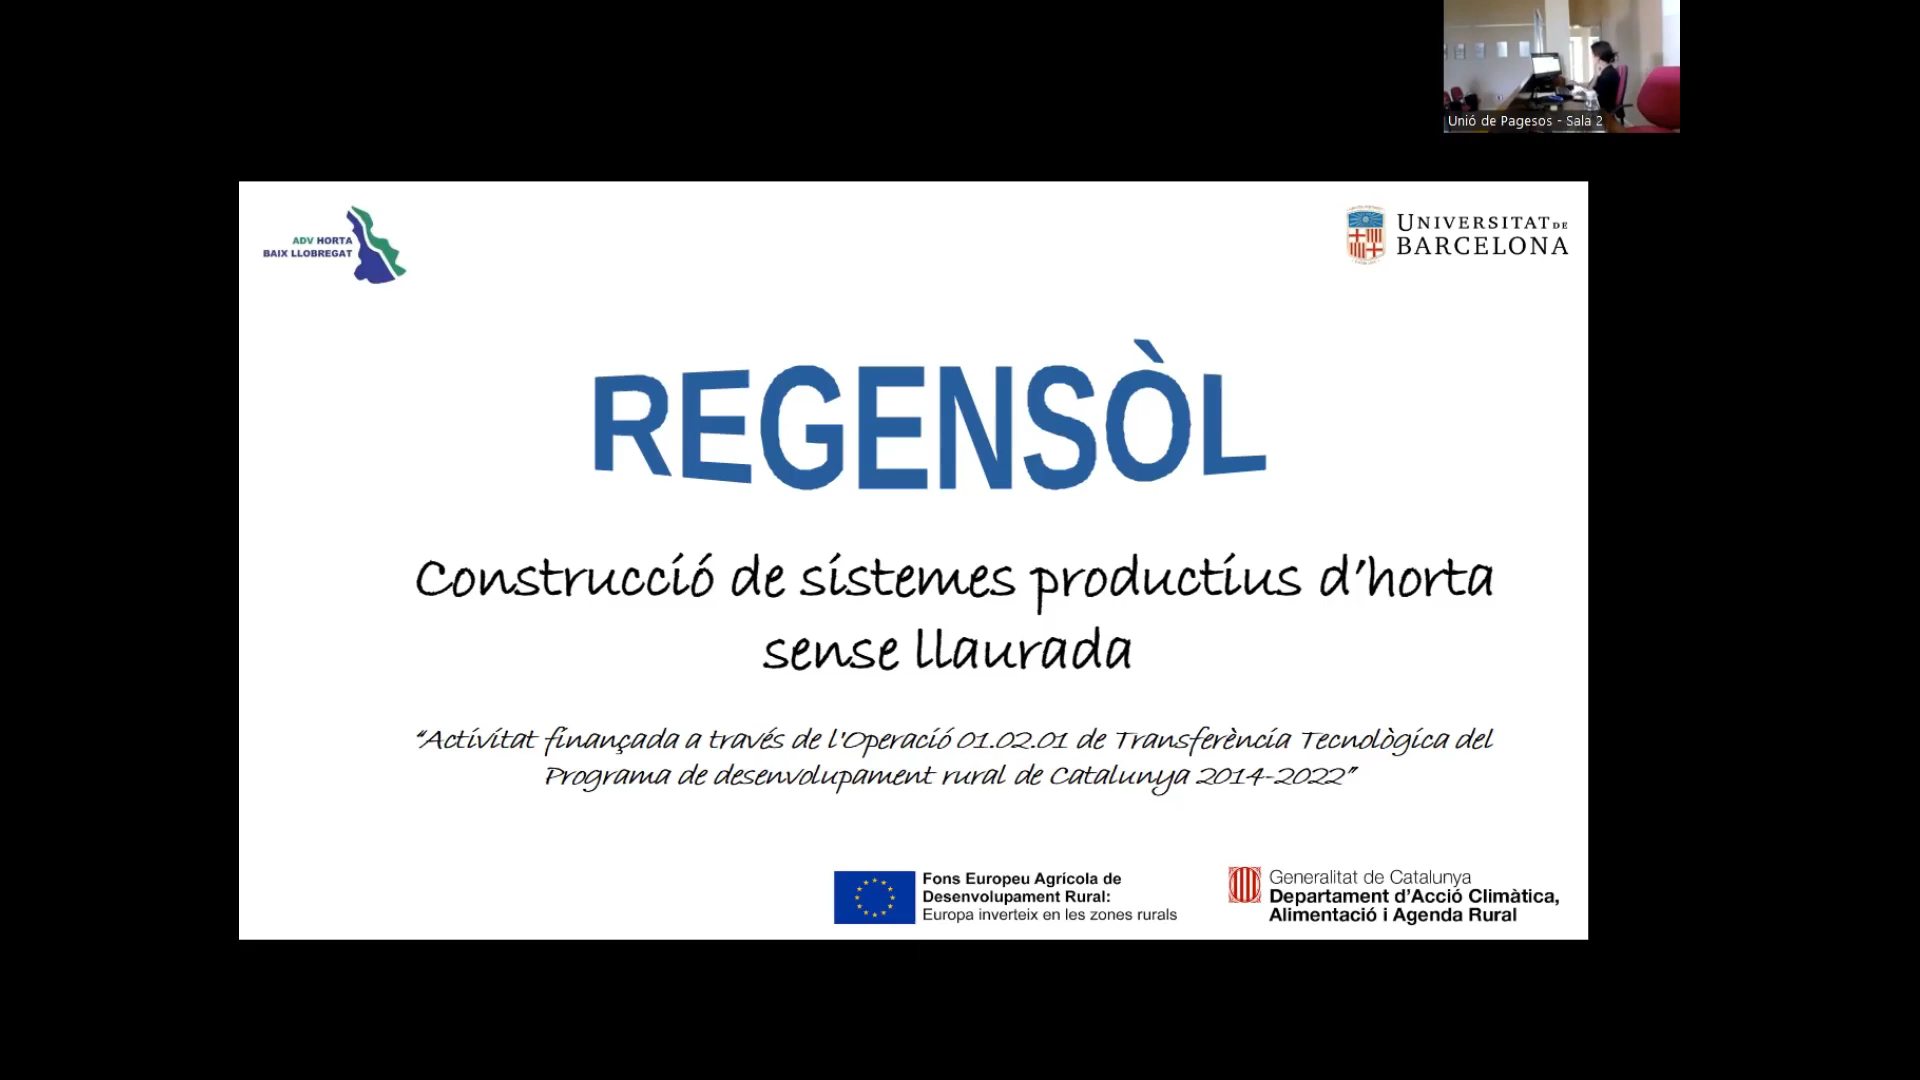 Unió de Pagesos - Sala 2
ADV HORTA
BAIX LLOBREGAT
UNIVERSITAT DE
BARCELONA
REGENSÒL
Construcció de sistemes productius d’horta
sense llaurada
“Activitat finançada a través de l'Operació 01.02.01 de Transferència Tecnològica del
Programa de desenvolupament rural de Catalunya 2014-2022”
Fons Europeu Agrícola de
Desenvolupament Rural:
Europa inverteix en les zones rurals
Generalitat de Catalunya
Departament d’Acció Climàtica,
Alimentació i Agenda Rural